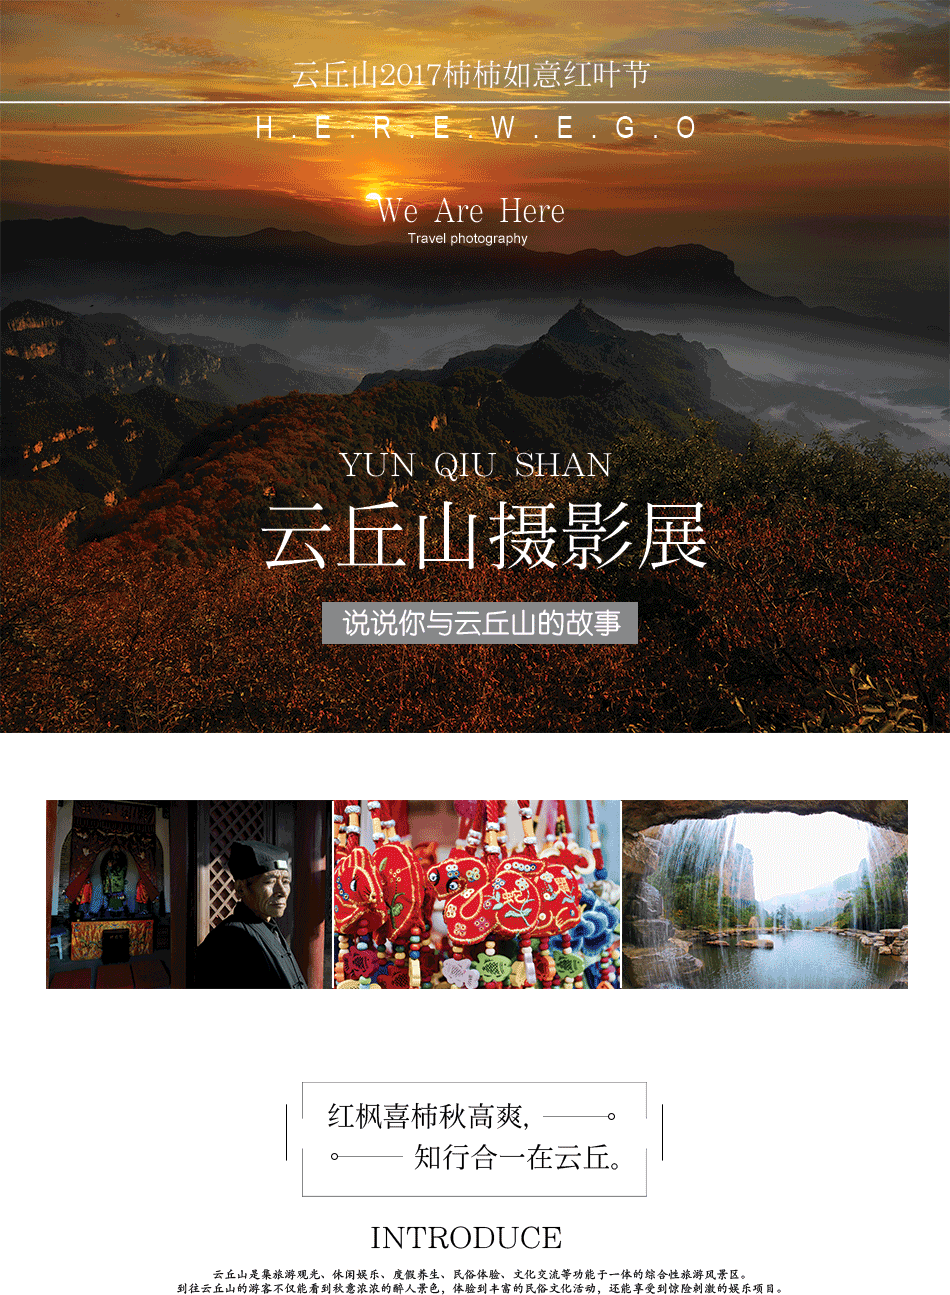 云丘山2017柿柿如意红叶节
H.E.R.E.W.E.G.O
We Are Here
Travel photography
YUN QIU SHAN
云丘山摄影展
说说你与云丘山的故事
红枫喜柿秋高爽，
知行合一在云丘。
INTRODUCE
云丘山是集旅游观光、休闲娱乐、度假养生、民俗体验、文化交流等功能于一体的综合性旅游风景区。
到往云丘山的游客不仅能看到秋意浓浓的醉人景色，体验到丰富的民俗文化活动，还能享受到惊险刺激的娱乐项目。